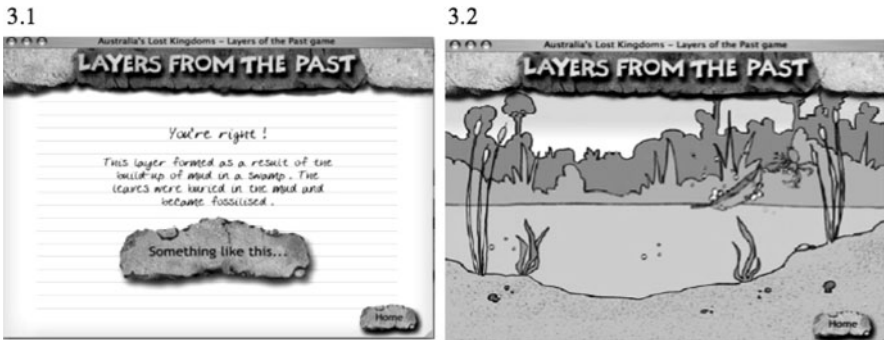 3.1
3.2
Australia's Lost Kingdoms – Layers of the Past game
LAYERS FROM THE PAST
You're right !
This layer formed as a result of the
build-up of mud in a swamp . The
leaves were buried in the mud and
became fossilised .
Something like this...
Home
Australia's Lost Kingdoms – Layers of the Past game
LAYERS FROM THE PAST
Home